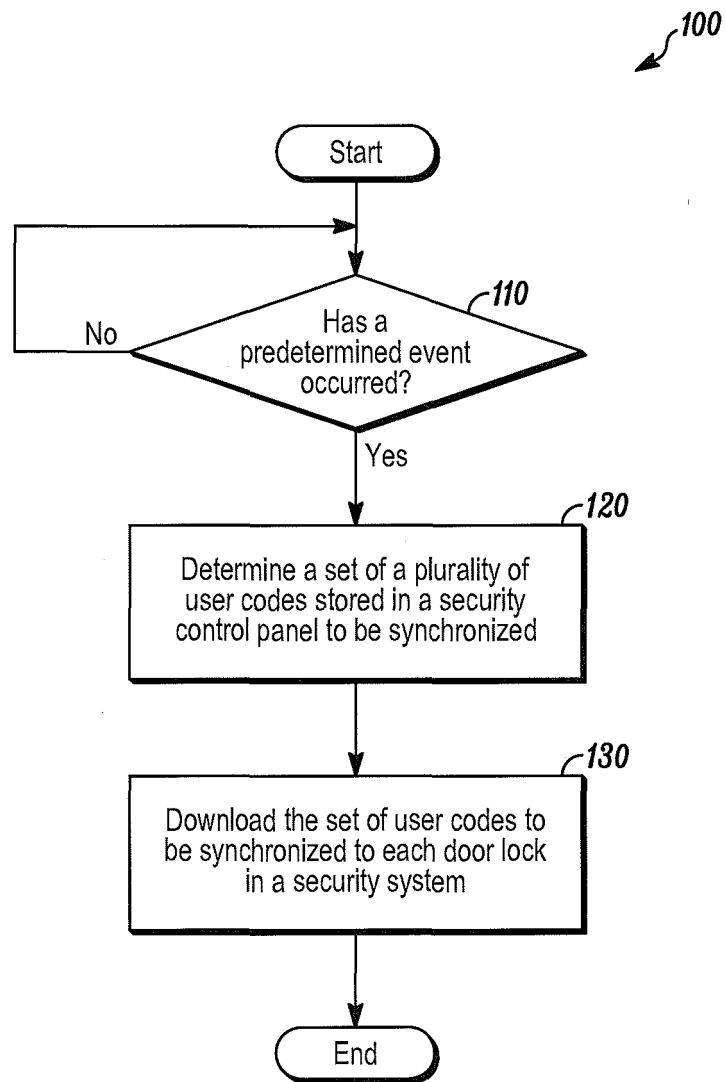 100
Start
110
Has a
predetermined event
occurred?
No
Yes
120
Determine a set of a plurality of
user codes stored in a security
control panel to be synchronized
130
Download the set of user codes to
be synchronized to each door lock
in a security system
End